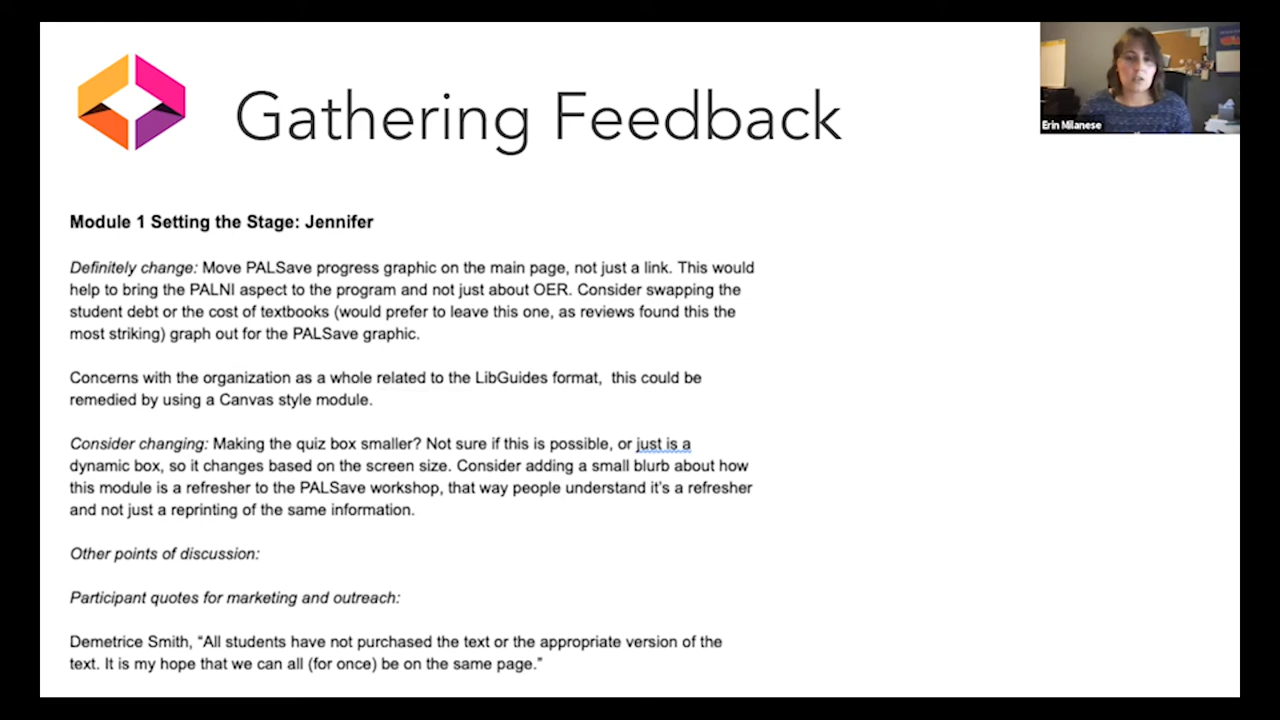 Gathering Feedback
Erin Milanese
Module 1 Setting the Stage: Jennifer
Definitely change: Move PALSave progress graphic on the main page, not just a link. This would
help to bring the PALNI aspect to the program and not just about OER. Consider swapping the
student debt or the cost of textbooks (would prefer to leave this one, as reviews found this the
most striking) graph out for the PALSave graphic.
Concerns with the organization as a whole related to the LibGuides format,  this could be
remedied by using a Canvas style module.
Consider changing: Making the quiz box smaller? Not sure if this is possible, or just is a
dynamic box, so it changes based on the screen size. Consider adding a small blurb about how
this module is a refresher to the PALSave workshop, that way people understand it's a refresher
and not just a reprinting of the same information.
Other points of discussion:
Participant quotes for marketing and outreach:
Demetrice Smith, “All students have not purchased the text or the appropriate version of the
text. It is my hope that we can all (for once) be on the same page.”